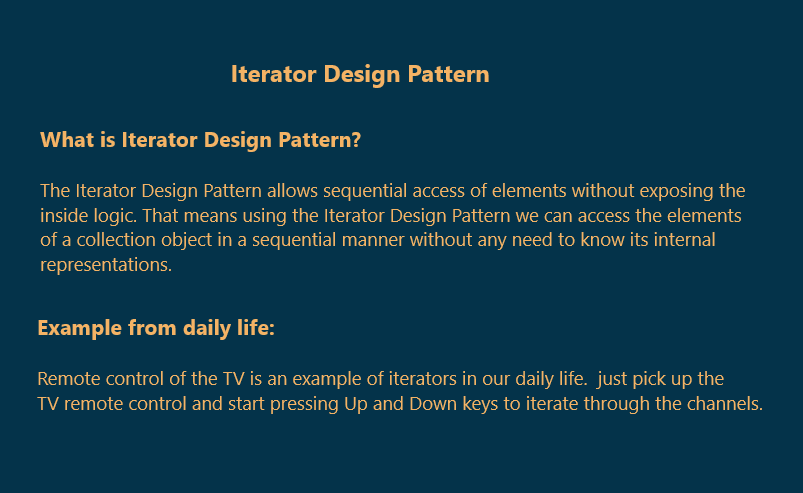 Iterator Design Pattern
What is Iterator Design Pattern?
The Iterator Design Pattern allows sequential access of elements without exposing the
inside logic. That means using the Iterator Design Pattern we can access the elements
of a collection object in a sequential manner without any need to know its internal
representations.
Example from daily life:
Remote control of the TV is an example of iterators in our daily life.  just pick up the
TV remote control and start pressing Up and Down keys to iterate through the channels.